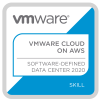 vmware®
VMWARE CLOUD
ON AWS
SOFTWARE-DEFINED
DATA CENTER 2020
SKILL